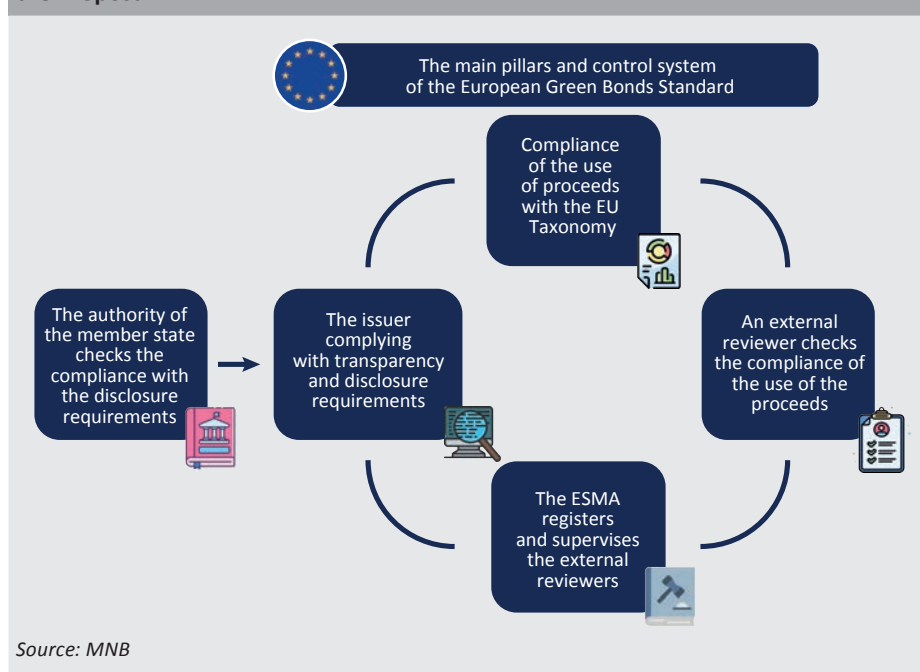 The main pillars and control system
of the European Green Bonds Standard
Compliance
of the use
of proceeds
with the EU
Taxonomy
The authority of
the member state
checks the
compliance with
the disclosure
requirements
The issuer
complying
with transparency
and disclosure
requirements
An external
reviewer checks
the compliance of
the use of the
proceeds
The ESMA
registers
and supervises
the external
reviewers
Source: MNB